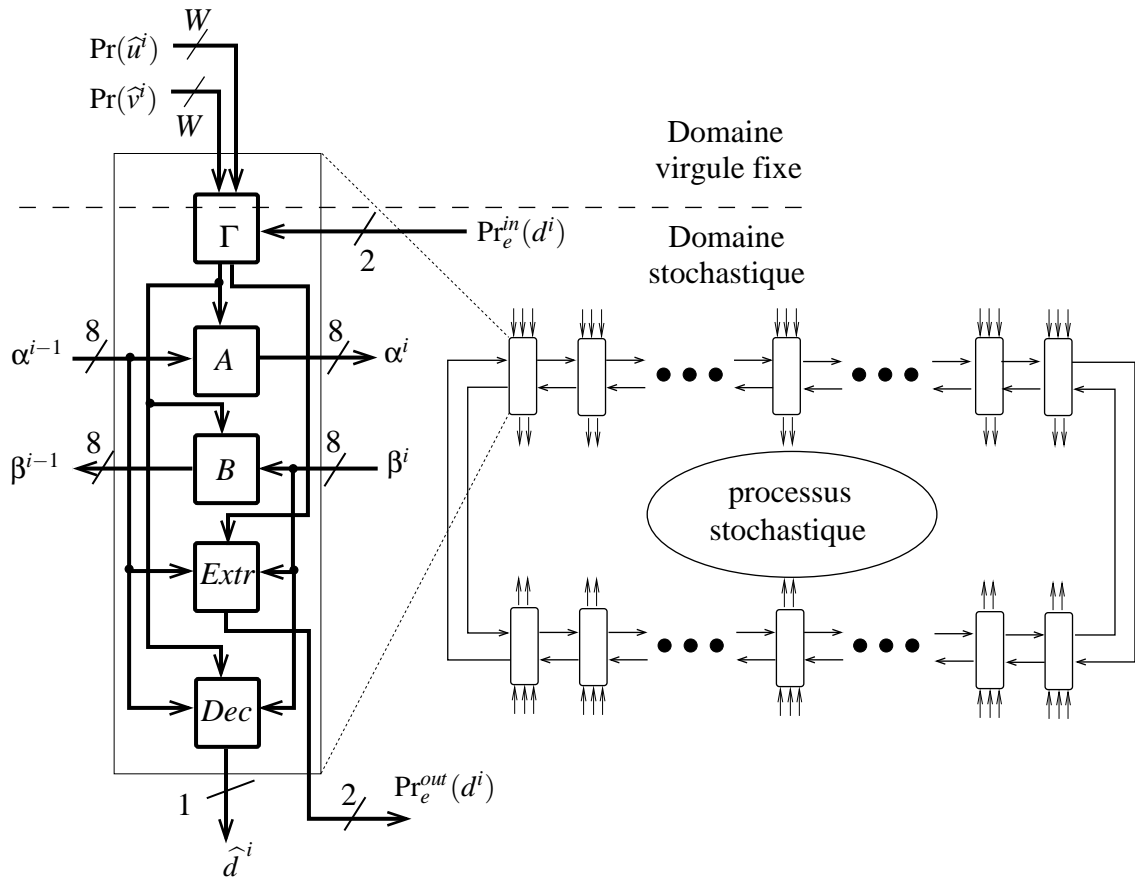 W
Pr(û^i)
Pr(v̂^i)
W
Domaine
virgule fixe
Γ
Pr_e^in(d^i)
2
Domaine
stochastique
α^{i−1}
8
A
8
α^i
β^{i−1}
8
B
8
β^i
processus
stochastique
Extr
Dec
1
2
Pr_e^out(d^i)
d̂^i